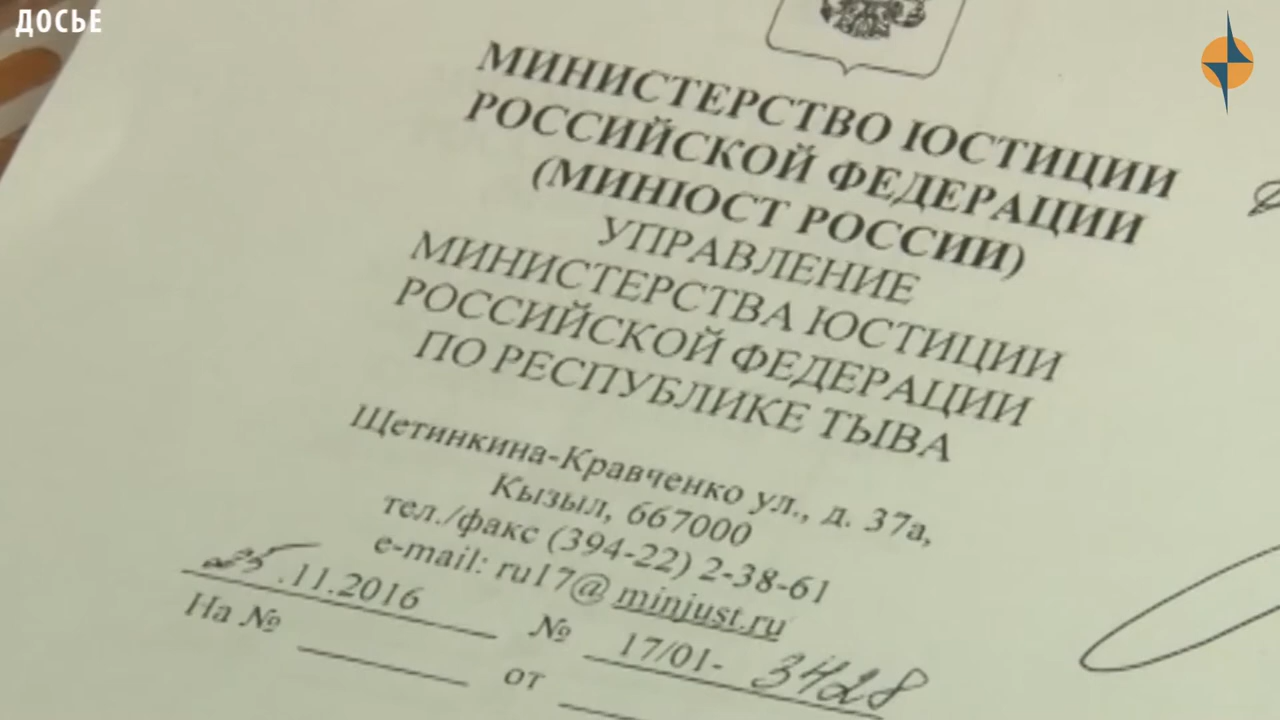 ДОСЬЕ
МИНИСТЕРСТВО ЮСТИЦИИ
РОССИЙСКОЙ ФЕДЕРАЦИИ
(МИНЮСТ РОССИИ)
УПРАВЛЕНИЕ
МИНИСТЕРСТВА ЮСТИЦИИ
РОССИЙСКОЙ ФЕДЕРАЦИИ
ПО РЕСПУБЛИКЕ ТЫВА
Щетинкина-Кравченко ул., д. 37а,
Кызыл, 667000
тел./факс (394-22) 2-38-61
e-mail: ru17@ minjust.ru
25.11.2016 № 17/01- 3428
На № от